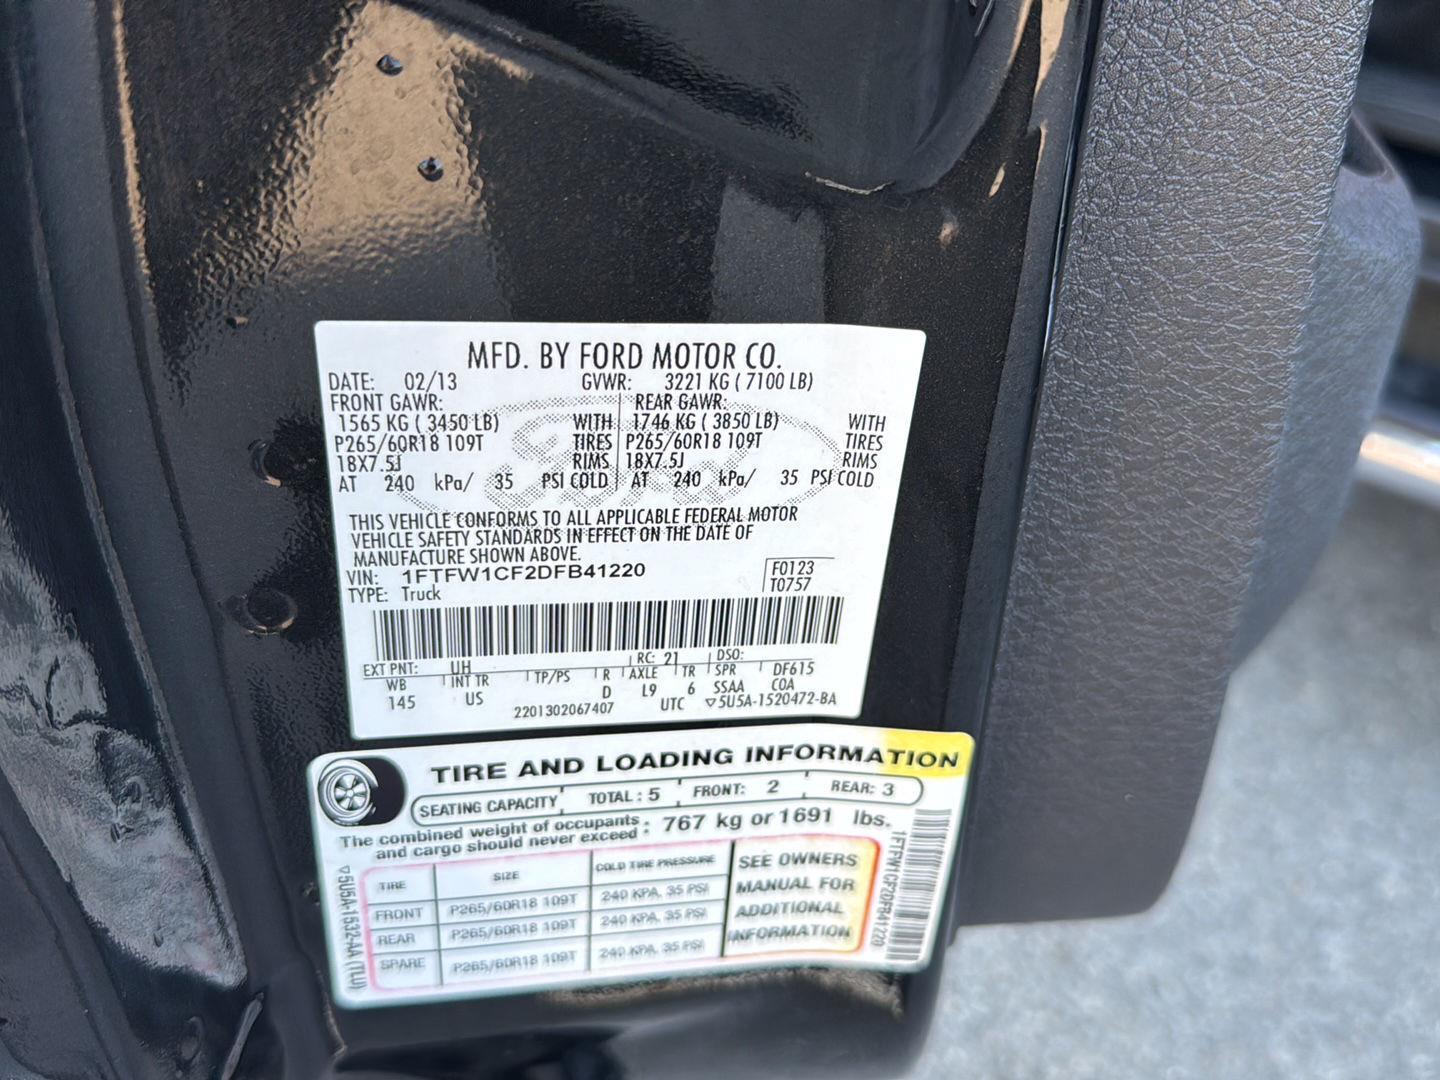 MFD. BY FORD MOTOR CO.
DATE: 02/13 GVWR: 3221 KG ( 7100 LB)
FRONT GAWR: REAR GAWR:
1565 KG ( 3450 LB) WITH 1746 KG ( 3850 LB) WITH
P265/60R18 109T TIRES P265/60R18 109T TIRES
18X7.5J RIMS 18X7.5J RIMS
AT 240 kPa/ 35 PSI COLD AT 240 kPa/ 35 PSI COLD
THIS VEHICLE CONFORMS TO ALL APPLICABLE FEDERAL MOTOR
VEHICLE SAFETY STANDARDS IN EFFECT ON THE DATE OF
MANUFACTURE SHOWN ABOVE.
VIN: 1FTFW1CF2DFB41220 F0123
TYPE: Truck T0757
EXT PNT: UH RC: 21 DSO:
WB INT TR TP/PS R AXLE TR SPR DF615
145 US D L9 6 SSAA COA
2201302067407 UTC ▽5U5A-1520472-BA
TIRE AND LOADING INFORMATION
SEATING CAPACITY TOTAL : 5 FRONT: 2 REAR: 3
The combined weight of occupants and cargo should never exceed : 767 kg or 1691 lbs.
TIRE SIZE COLD TIRE PRESSURE
FRONT P265/60R18 109T 240 KPA, 35 PSI
REAR P265/60R18 109T 240 KPA, 35 PSI
SPARE P265/60R18 109T 240 KPA, 35 PSI
SEE OWNERS
MANUAL FOR
ADDITIONAL
INFORMATION
▽5U5A-1532-AA (TLU)
1FTFW1CF2DFB41220